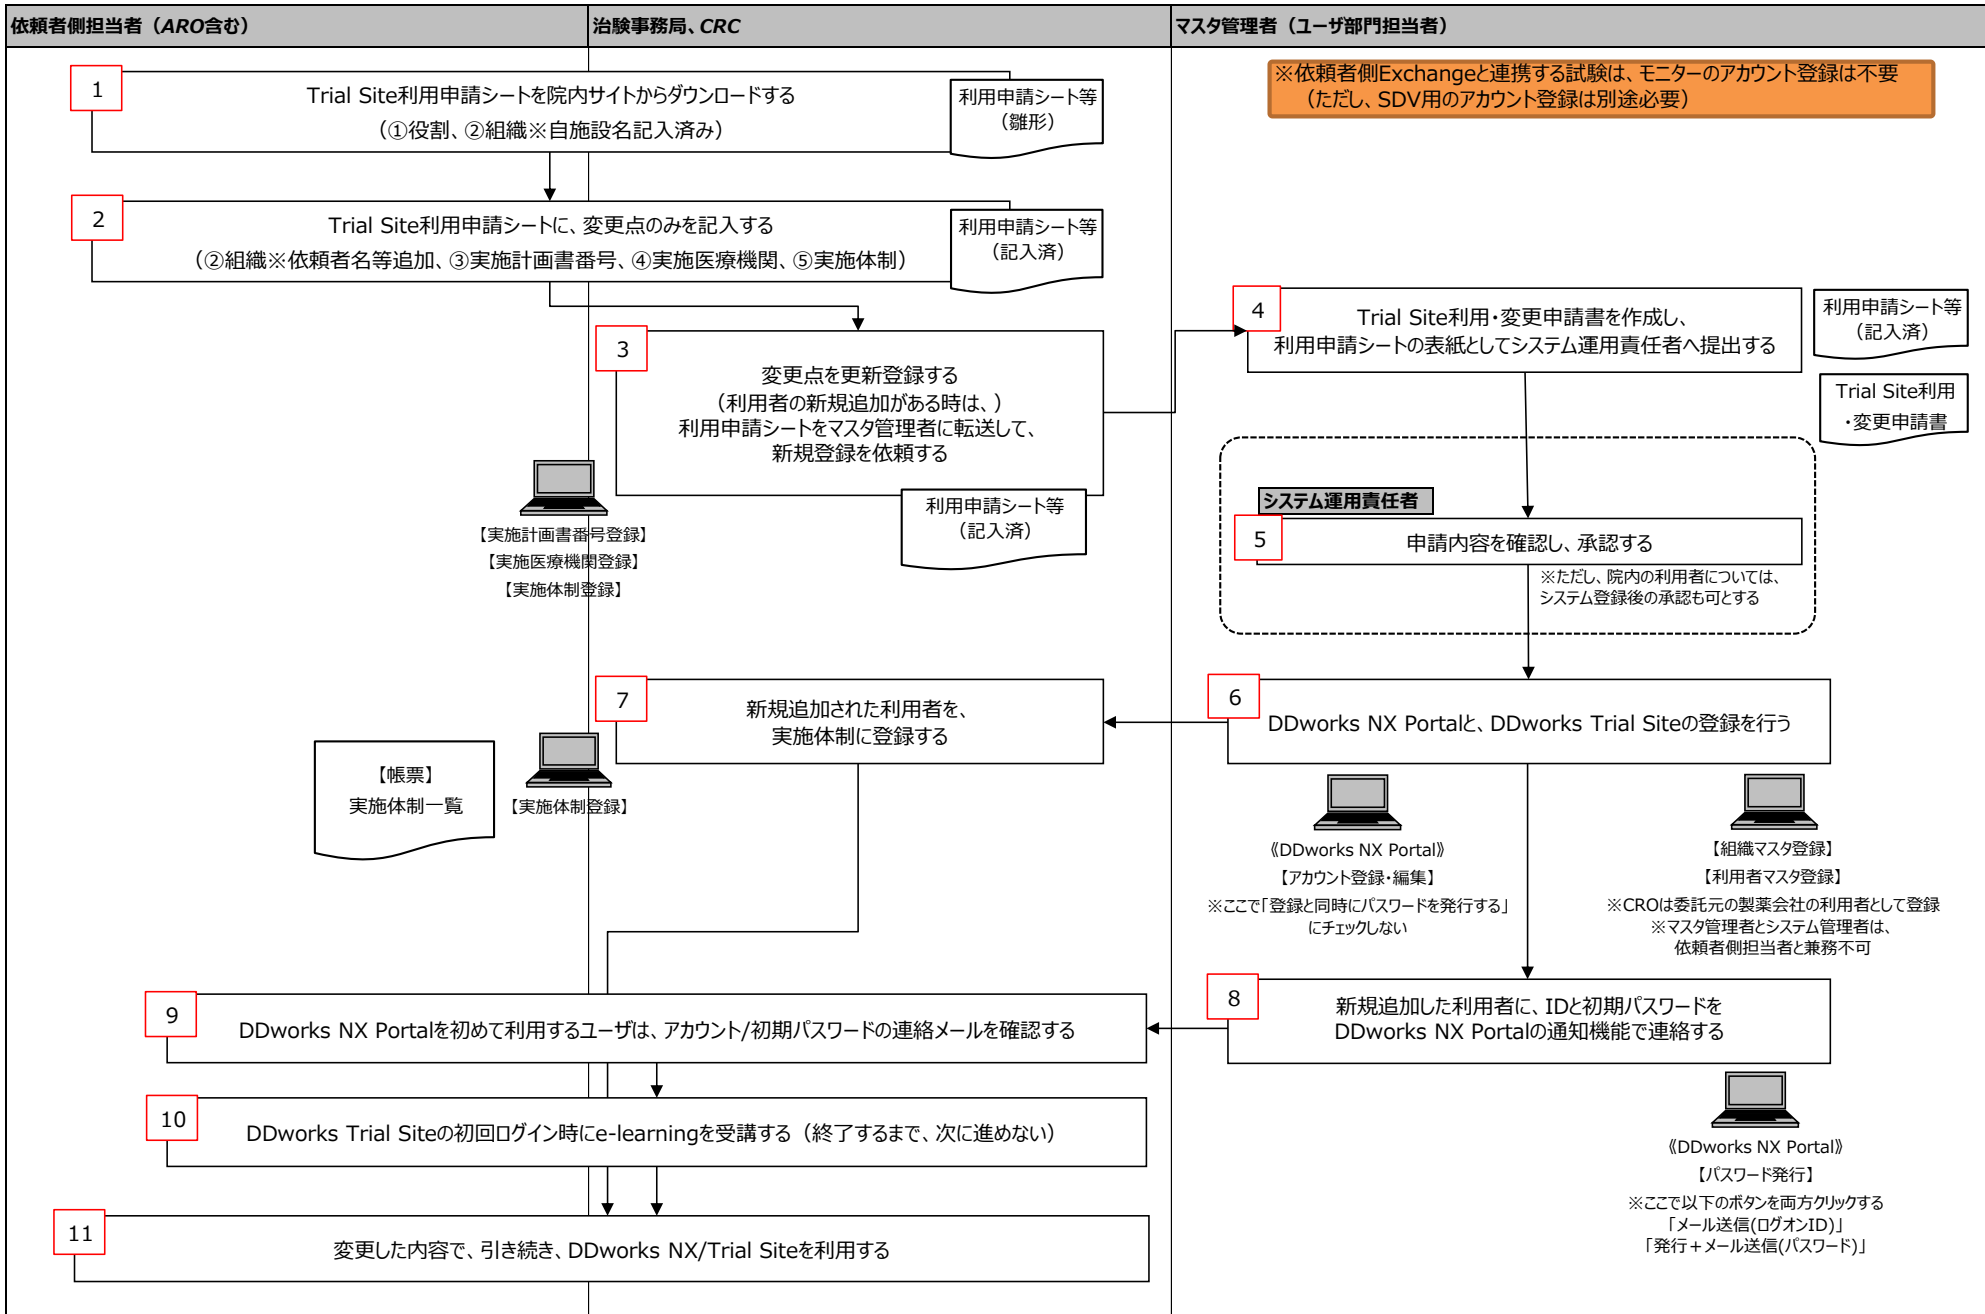 依頼者側担当者（ARO含む）
治験事務局、CRC
マスタ管理者（ユーザ部門担当者）
※依頼者側Exchangeと連携する試験は、モニターのアカウント登録は不要
（ただし、SDV用のアカウント登録は別途必要）
1
Trial Site利用申請シートを院内サイトからダウンロードする
（①役割、②組織※自施設名記入済み）
利用申請シート等
（雛形）
2
Trial Site利用申請シートに、変更点のみを記入する
（②組織※依頼者名等追加、③実施計画書番号、④実施医療機関、⑤実施体制）
利用申請シート等
（記入済）
3
変更点を更新登録する
（利用者の新規追加がある時は、）
利用申請シートをマスタ管理者に転送して、
新規登録を依頼する
利用申請シート等
（記入済）
【実施計画書番号登録】
【実施医療機関登録】
【実施体制登録】
4
Trial Site利用・変更申請書を作成し、
利用申請シートの表紙としてシステム運用責任者へ提出する
利用申請シート等
（記入済）
Trial Site利用
・変更申請書
システム運用責任者
5
申請内容を確認し、承認する
※ただし、院内の利用者については、
システム登録後の承認も可とする
6
DDworks NX Portalと、DDworks Trial Siteの登録を行う
7
新規追加された利用者を、
実施体制に登録する
【帳票】
実施体制一覧
【実施体制登録】
《DDworks NX Portal》
【アカウント登録・編集】
※ここで「登録と同時にパスワードを発行する」
にチェックしない
【組織マスタ登録】
【利用者マスタ登録】
※CROは委託元の製薬会社の利用者として登録
※マスタ管理者とシステム管理者は、
依頼者側担当者と兼務不可
8
新規追加した利用者に、IDと初期パスワードを
DDworks NX Portalの通知機能で連絡する
9
DDworks NX Portalを初めて利用するユーザは、アカウント/初期パスワードの連絡メールを確認する
10
DDworks Trial Siteの初回ログイン時にe-learningを受講する（終了するまで、次に進めない）
《DDworks NX Portal》
【パスワード発行】
※ここで以下のボタンを両方クリックする
「メール送信(ログオンID)」
「発行＋メール送信(パスワード)」
11
変更した内容で、引き続き、DDworks NX/Trial Siteを利用する